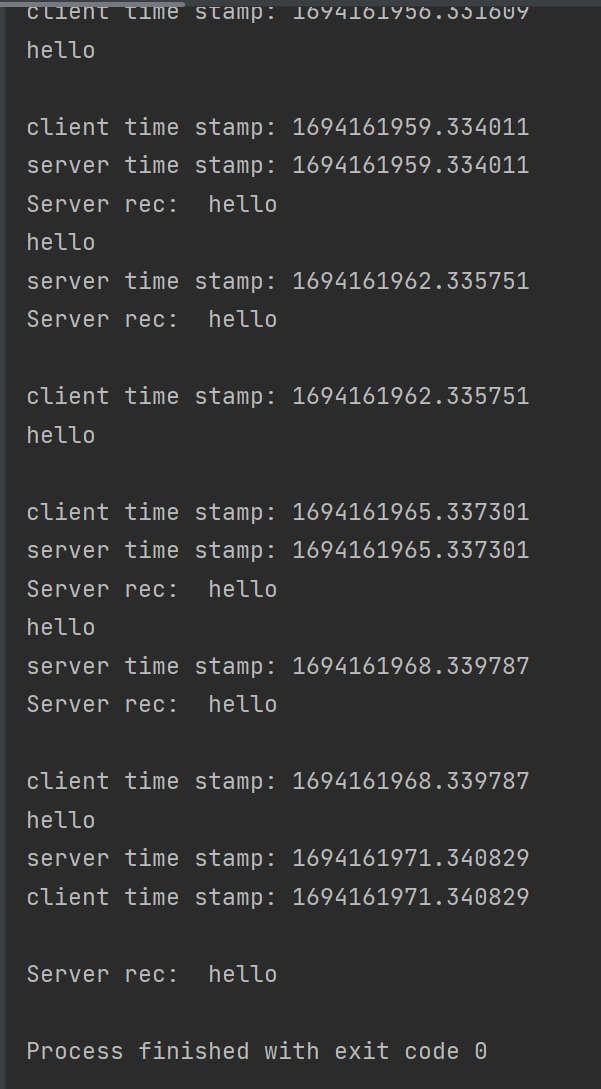 client time stamp: 1694161956.331609
hello
client time stamp: 1694161959.334011
server time stamp: 1694161959.334011
Server rec:  hello
hello
server time stamp: 1694161962.335751
Server rec:  hello
client time stamp: 1694161962.335751
hello
client time stamp: 1694161965.337301
server time stamp: 1694161965.337301
Server rec:  hello
hello
server time stamp: 1694161968.339787
Server rec:  hello
client time stamp: 1694161968.339787
hello
server time stamp: 1694161971.340829
client time stamp: 1694161971.340829
Server rec:  hello
Process finished with exit code 0